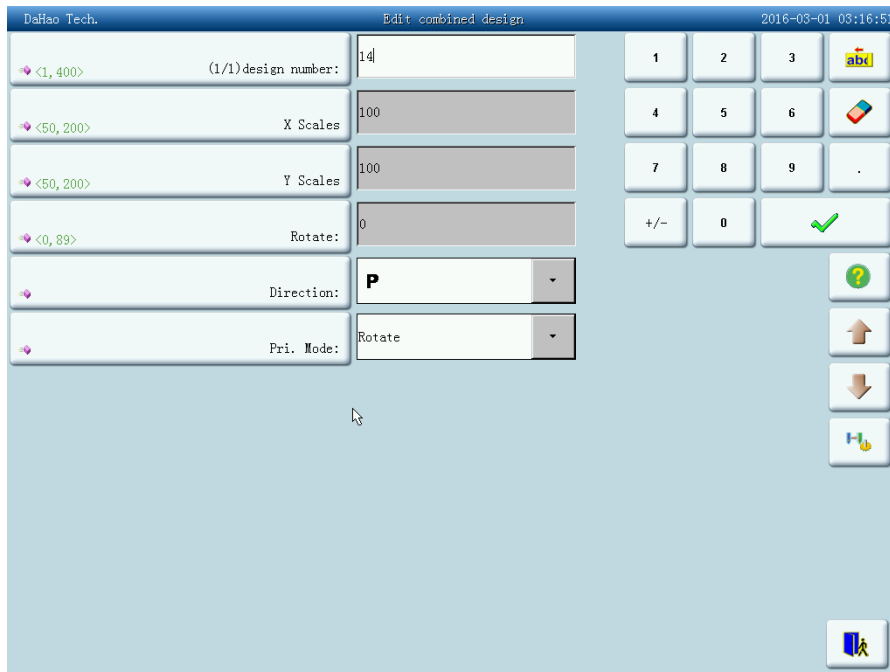 DaHao Tech. Edit combined design 2016-03-01 03:16:51
<1,400> (1/1)design number: 14
<50,200> X Scales 100
<50,200> Y Scales 100
<0,89> Rotate: 0
Direction: P
Pri. Mode: Rotate
1 2 3 abc
4 5 6
7 8 9 .
+/- 0
?